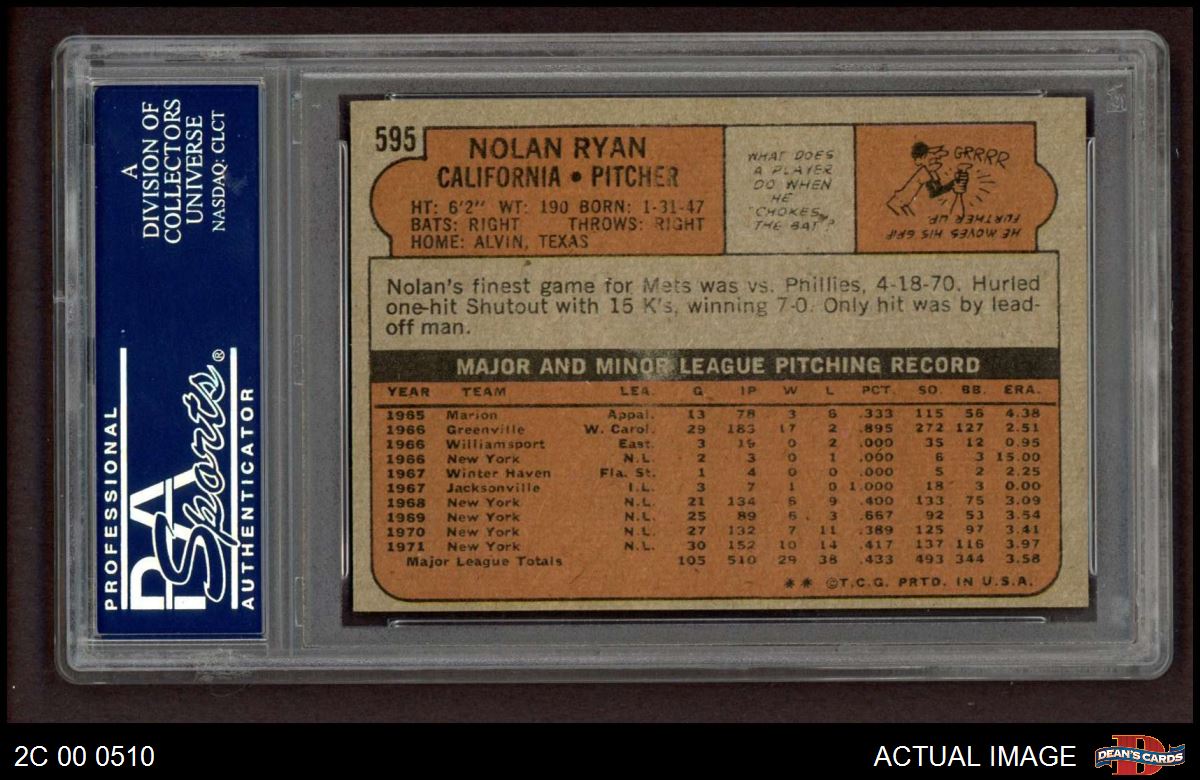 A
DIVISION OF
COLLECTORS
UNIVERSE
NASDAQ: CLCT
PROFESSIONAL
PSA
Sports®
AUTHENTICATOR
595
NOLAN RYAN
CALIFORNIA • PITCHER
HT: 6'2" WT: 190 BORN: 1-31-47
BATS: RIGHT THROWS: RIGHT
HOME: ALVIN, TEXAS
WHAT DOES
A PLAYER
DO WHEN
HE
"CHOKES"
THE BAT?
GRRRR
HE MOVES HIS GRIP
FURTHER UP.
Nolan's finest game for Mets was vs. Phillies, 4-18-70. Hurled
one-hit Shutout with 15 K's, winning 7-0. Only hit was by lead-
off man.
MAJOR AND MINOR LEAGUE PITCHING RECORD
YEAR TEAM LEA. G IP W L PCT. SO. BB. ERA.
1965 Marion Appal. 13 78 3 6 .333 115 56 4.38
1966 Greenville W. Carol. 29 183 17 2 .895 272 127 2.51
1966 Williamsport East. 3 19 0 2 .000 35 12 0.95
1966 New York N.L. 2 3 0 1 .000 6 3 15.00
1967 Winter Haven Fla. St. 1 4 0 0 .000 5 2 2.25
1967 Jacksonville I.L. 3 7 1 0 1.000 18 3 0.00
1968 New York N.L. 21 134 6 9 .400 133 75 3.09
1969 New York N.L. 25 89 6 3 .667 92 53 3.54
1970 New York N.L. 27 132 7 11 .389 125 97 3.41
1971 New York N.L. 30 152 10 14 .417 137 116 3.97
Major League Totals 105 510 29 38 .433 493 344 3.58
** ©T.C.G. PRTD. IN U.S.A.
2C 00 0510
ACTUAL IMAGE
D
DEAN'S CARDS